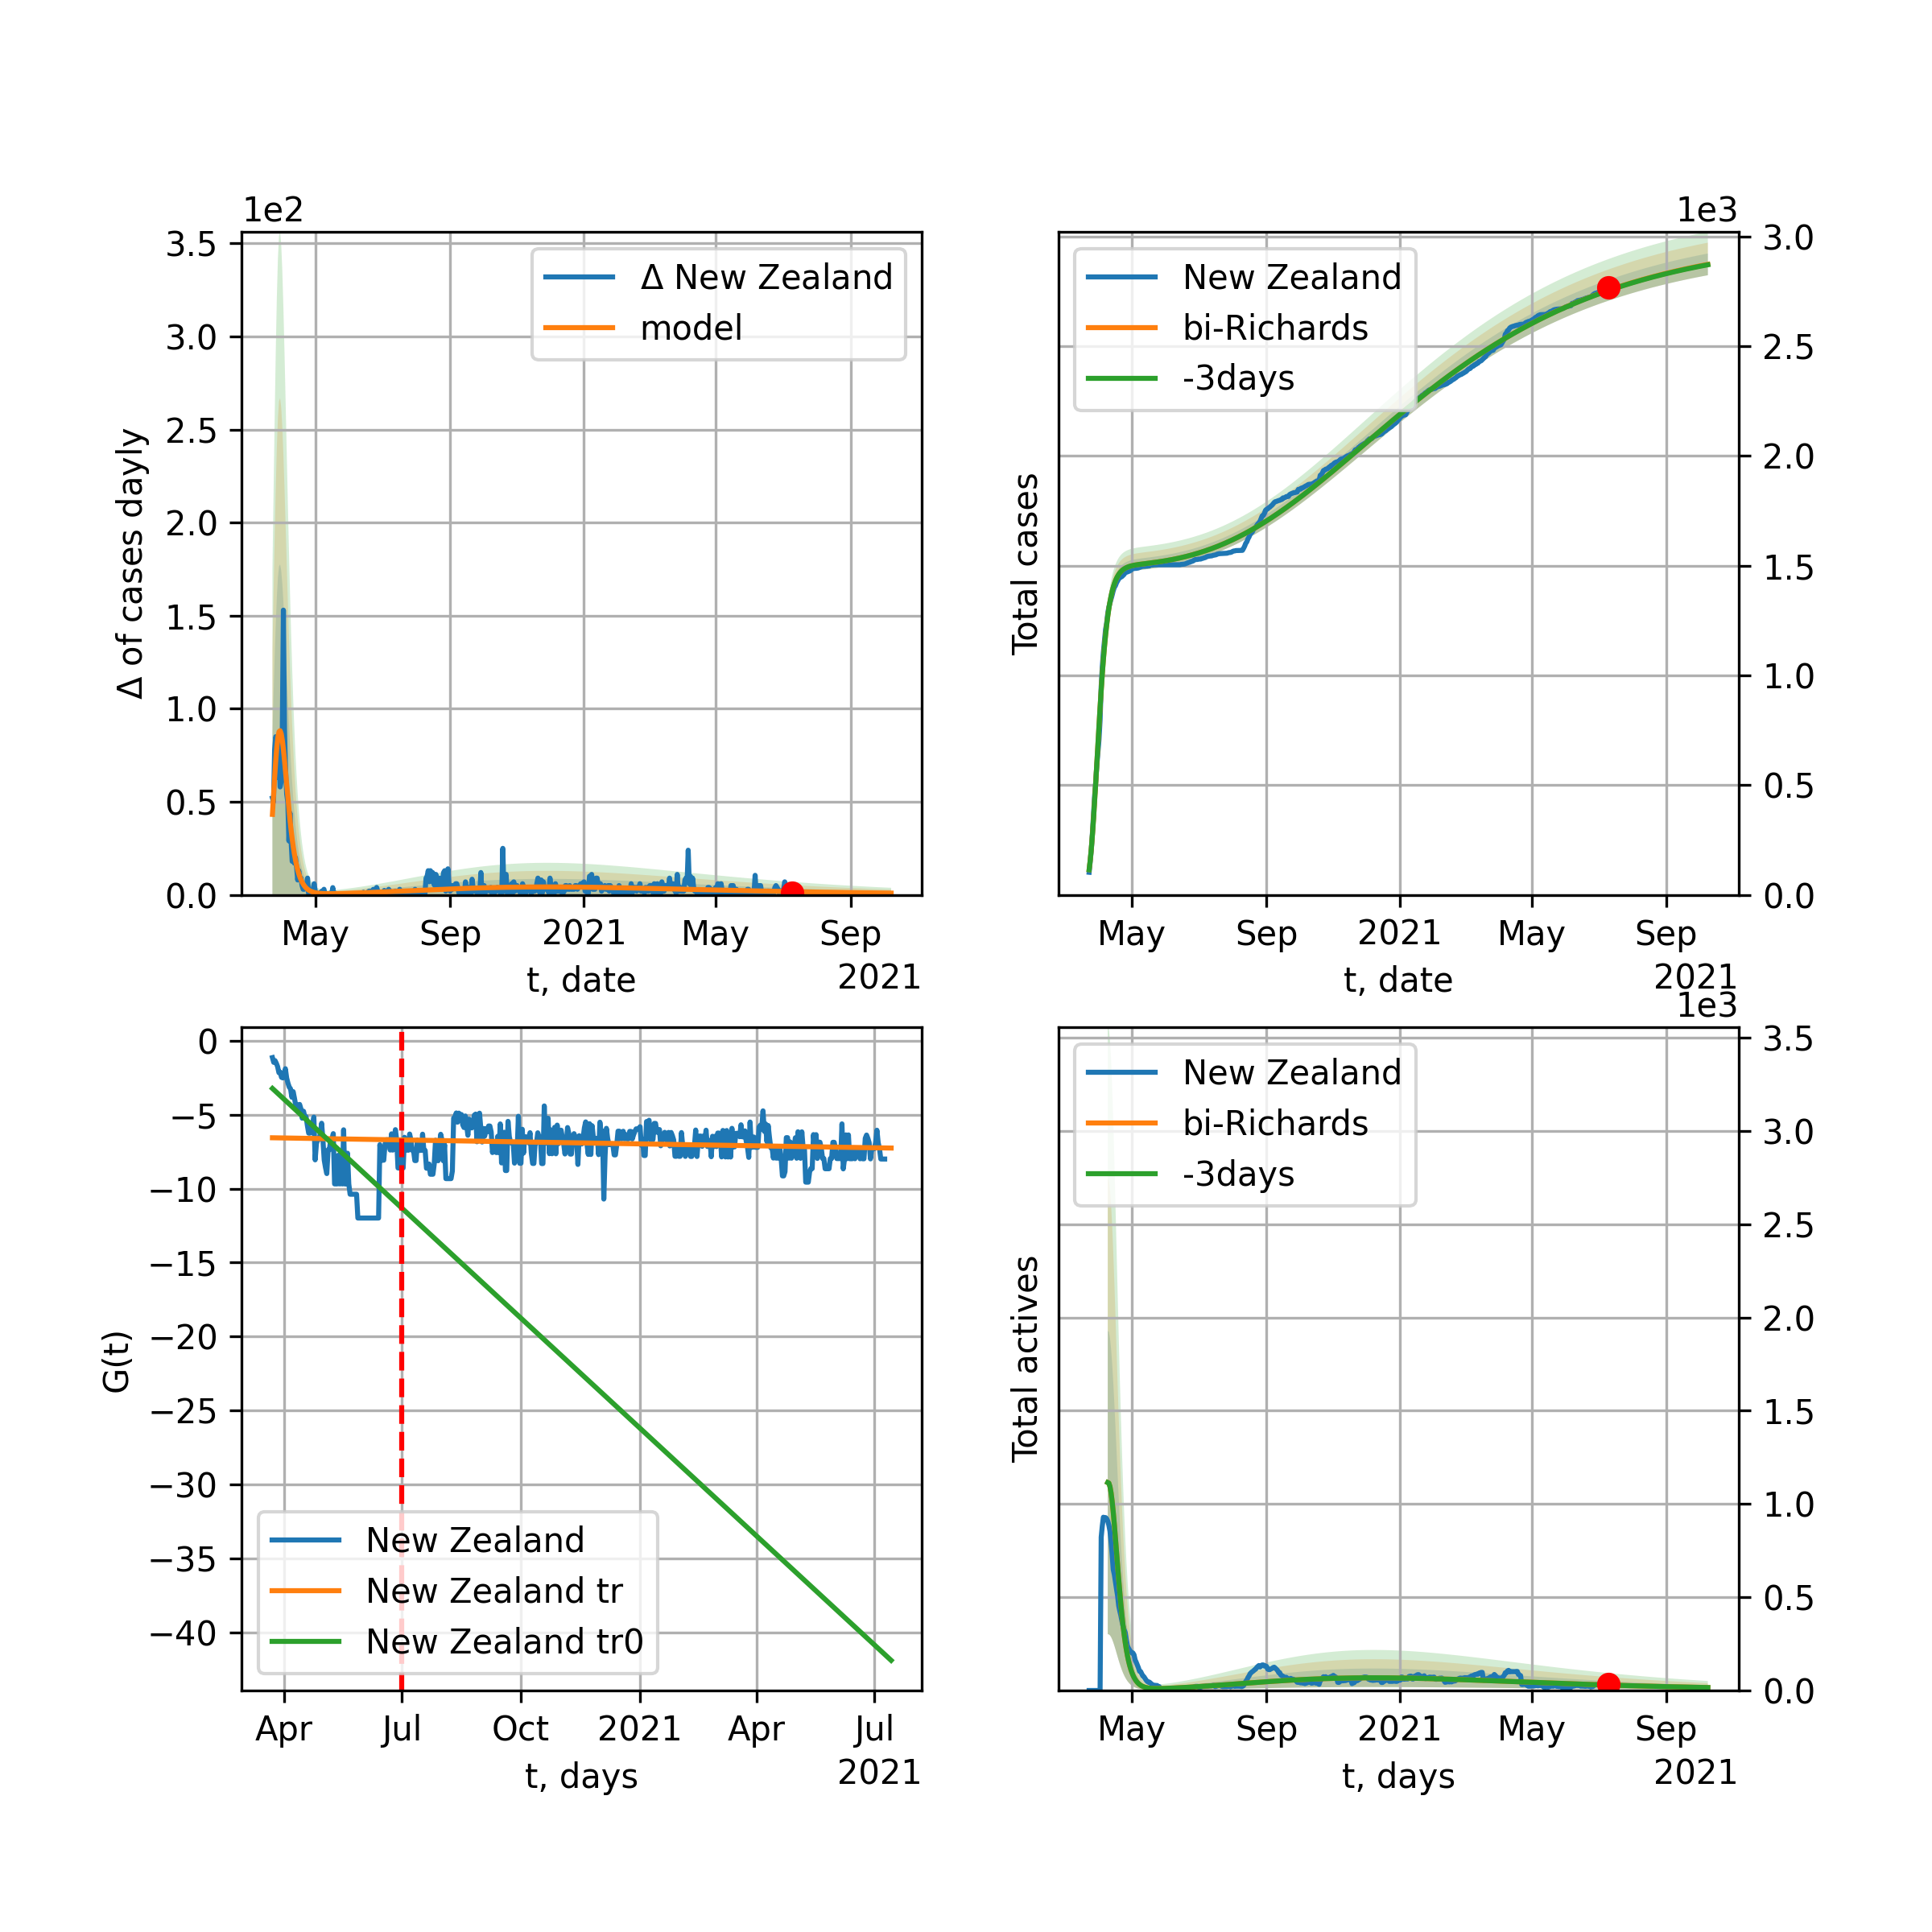 1e2
3.5
3.0
2.5
2.0
1.5
1.0
0.5
0.0
Δ of cases dayly
Δ New Zealand
model
May Sep 2021 May Sep
t, date
2021
1e3
3.0
2.5
2.0
1.5
1.0
0.5
0.0
Total cases
New Zealand
bi-Richards
-3days
May Sep 2021 May Sep
t, date
2021
0
−5
−10
−15
−20
−25
−30
−35
−40
G(t)
New Zealand
New Zealand tr
New Zealand tr0
Apr Jul Oct 2021 Apr Jul
t, days
2021
1e3
3.5
3.0
2.5
2.0
1.5
1.0
0.5
0.0
Total actives
New Zealand
bi-Richards
-3days
May Sep 2021 May Sep
t, days
2021